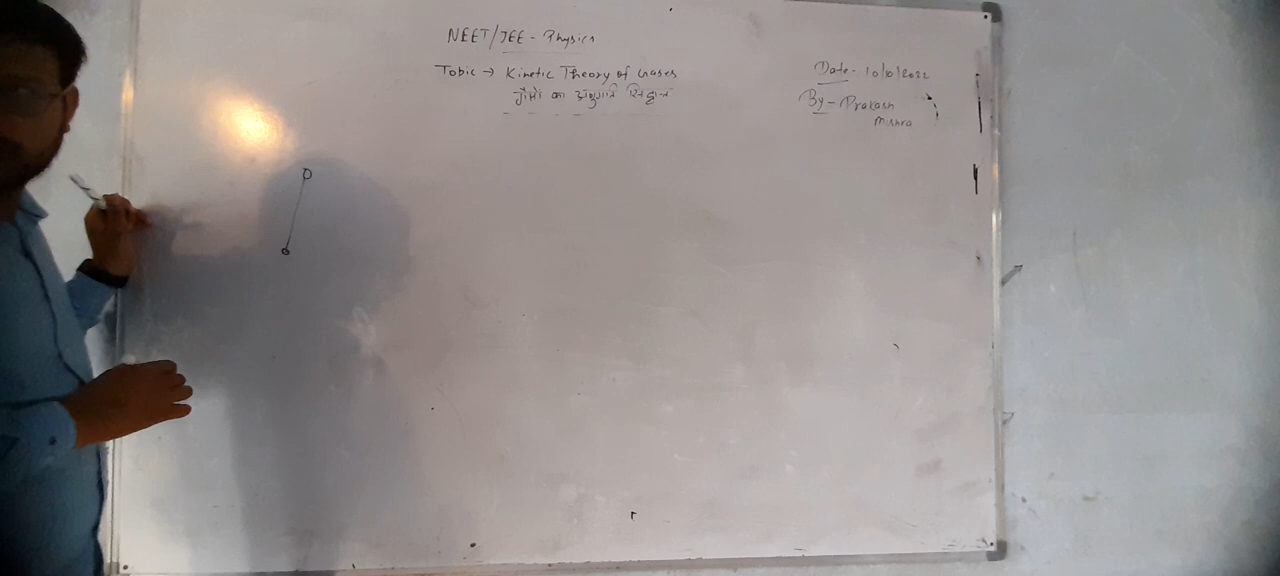 NEET/JEE - Physics
Topic → Kinetic Theory of Gases
गैसों का अणुगति सिद्धान्त
Date - 10/10/2022
By - Prakash
Mishra